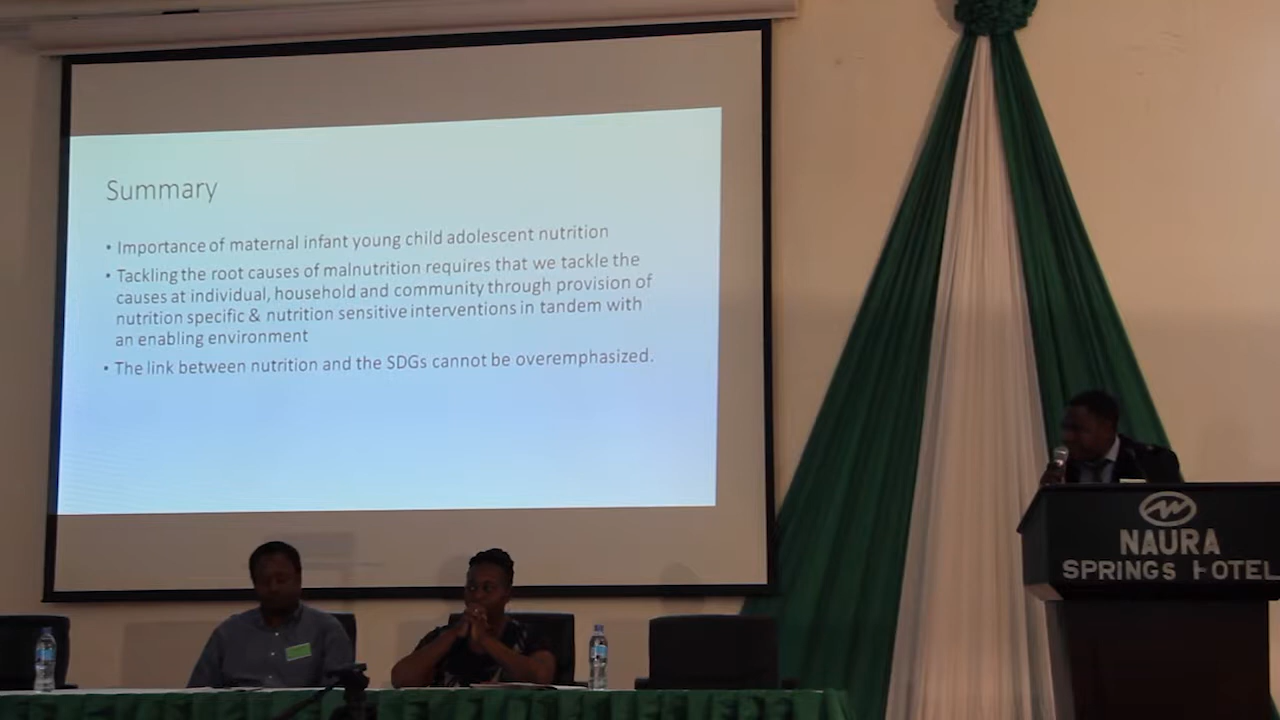 Summary
• Importance of maternal infant young child adolescent nutrition
• Tackling the root causes of malnutrition requires that we tackle the
causes at individual, household and community through provision of
nutrition specific & nutrition sensitive interventions in tandem with
an enabling environment
• The link between nutrition and the SDGs cannot be overemphasized.
NAURA
SPRINGS HOTEL